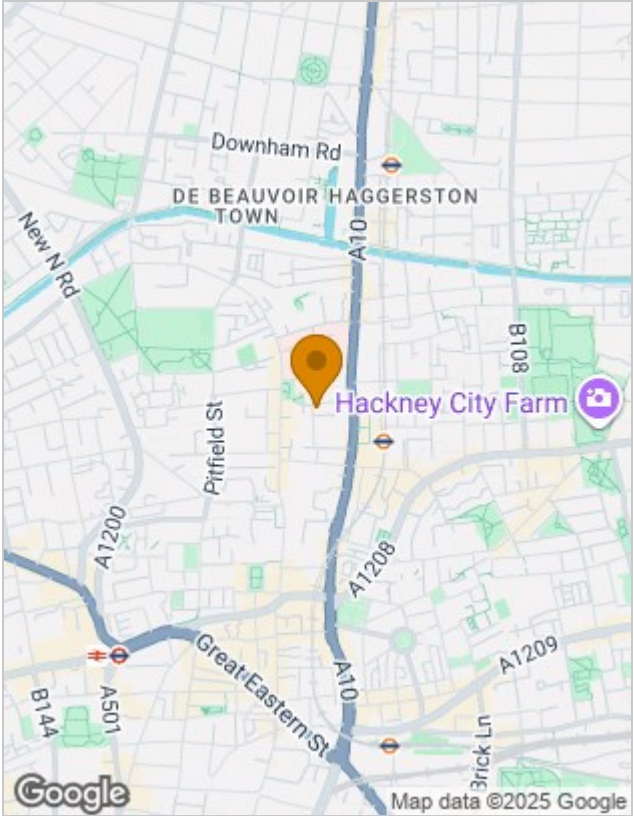 Downham Rd
DE BEAUVOIR
TOWN
HAGGERSTON
New N Rd
A10
B108
Hackney City Farm
Pitfield St
A1200
A1208
Great Eastern St
A10
A1209
B144
A501
Brick Ln
Google
Map data ©2025 Google